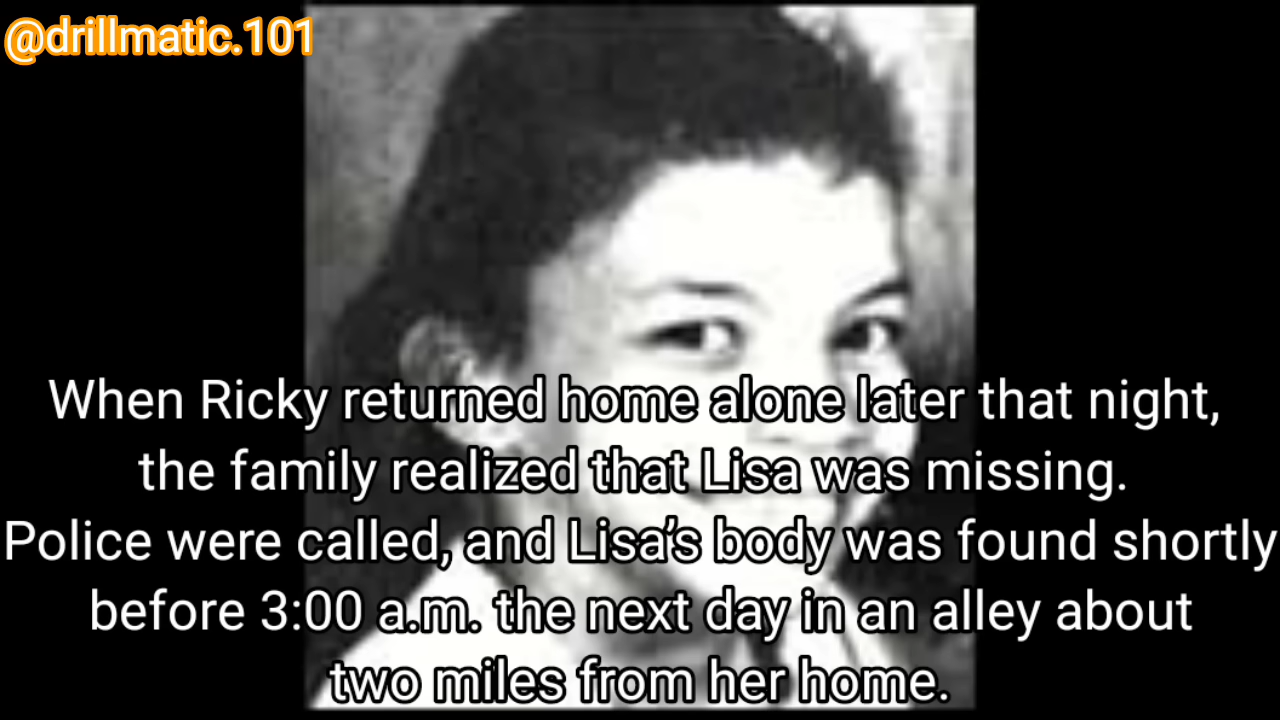 @drillmatic.101
When Ricky returned home alone later that night,
the family realized that Lisa was missing.
Police were called, and Lisa’s body was found shortly
before 3:00 a.m. the next day in an alley about
two miles from her home.